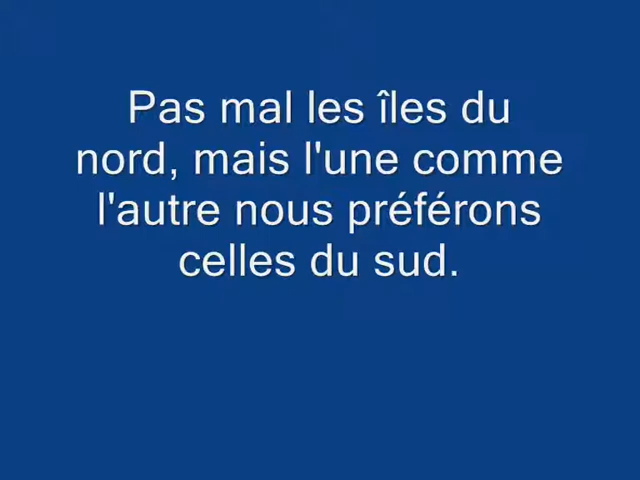 Pas mal les îles du
nord, mais l'une comme
l'autre nous préférons
celles du sud.